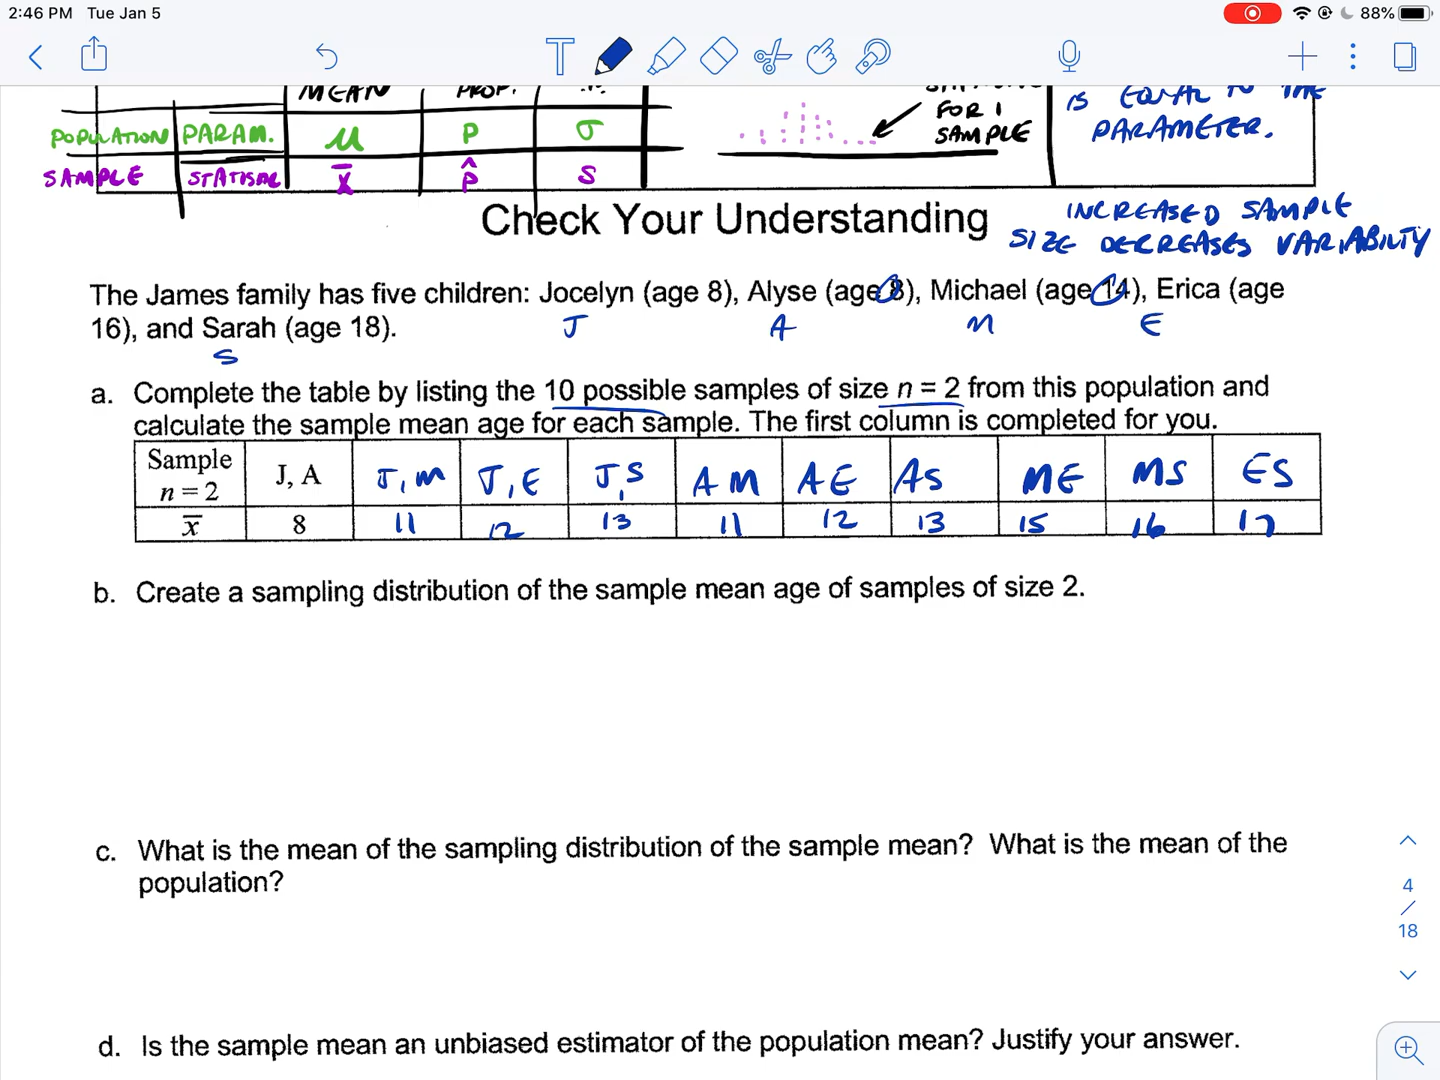 2:46 PM Tue Jan 5
88%
MEAN PROP.
POPULATION PARAM. μ P σ
SAMPLE STATISTIC x̄ p̂ s
FOR 1
SAMPLE
IS EQUAL TO THE
PARAMETER.
Check Your Understanding
INCREASED SAMPLE
SIZE DECREASES VARIABILTY
The James family has five children: Jocelyn (age 8), Alyse (age 8), Michael (age 14), Erica (age
J A M E
16), and Sarah (age 18).
S
a. Complete the table by listing the 10 possible samples of size n = 2 from this population and
calculate the sample mean age for each sample. The first column is completed for you.
Sample
n = 2
J, A J, M J, E J, S A M A E A S M E M S E S
x̄ 8 11 12 13 11 12 13 15 16 17
b. Create a sampling distribution of the sample mean age of samples of size 2.
c. What is the mean of the sampling distribution of the sample mean? What is the mean of the
population?
4
/
18
d. Is the sample mean an unbiased estimator of the population mean? Justify your answer.